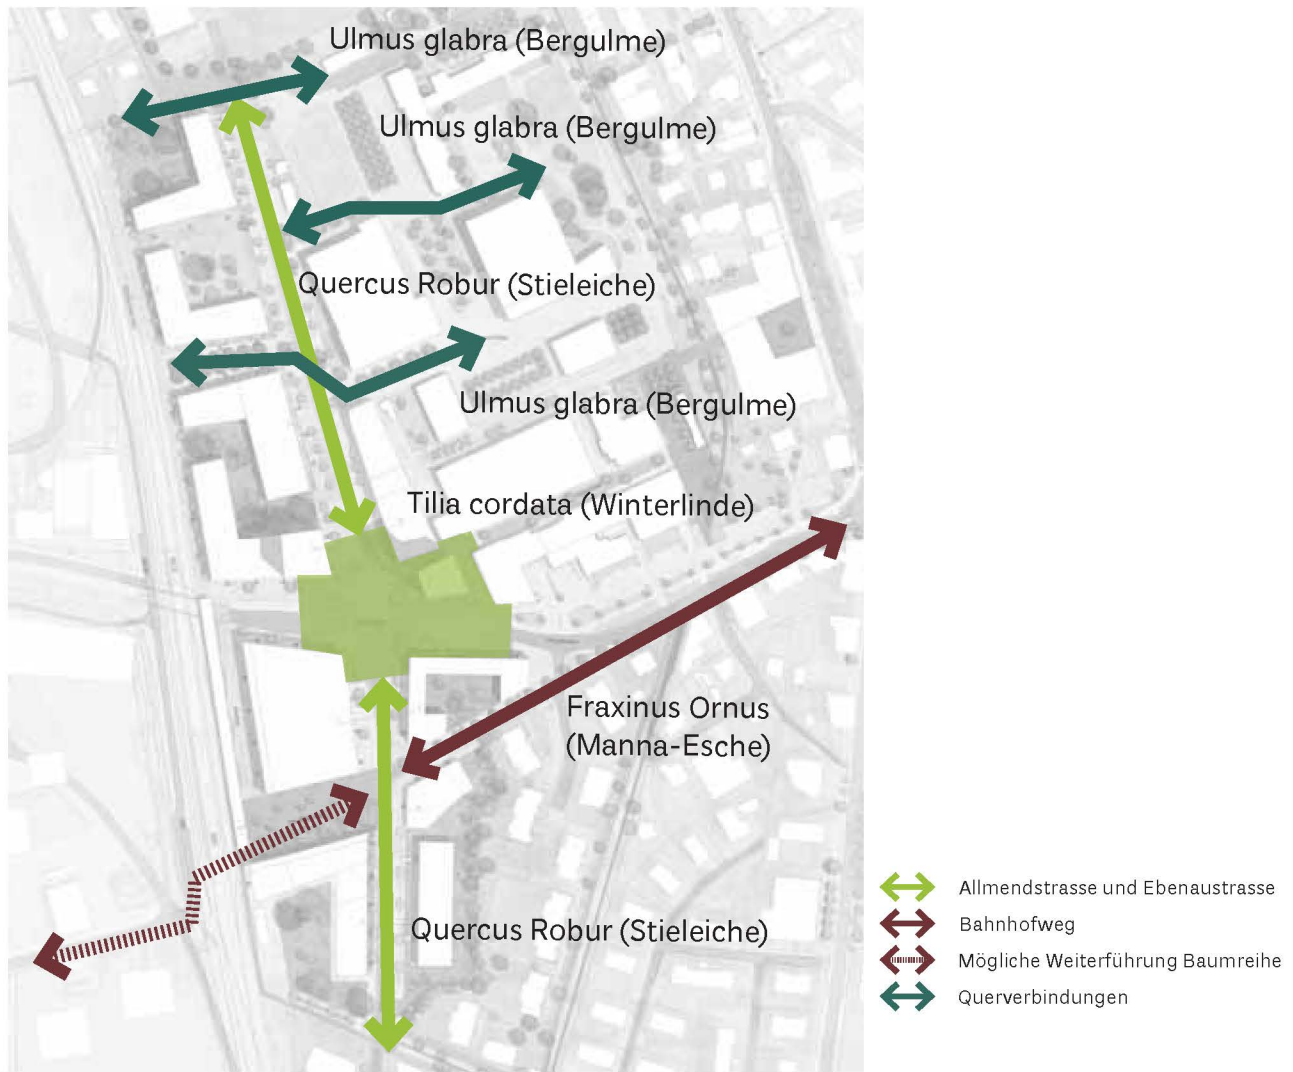 Ulmus glabra (Bergulme)
Ulmus glabra (Bergulme)
Quercus Robur (Stieleiche)
Ulmus glabra (Bergulme)
Tilia cordata (Winterlinde)
Fraxinus Ornus
(Manna-Esche)
Quercus Robur (Stieleiche)
Allmendstrasse und Ebenaustrasse
Bahnhofweg
Mögliche Weiterführung Baumreihe
Querverbindungen